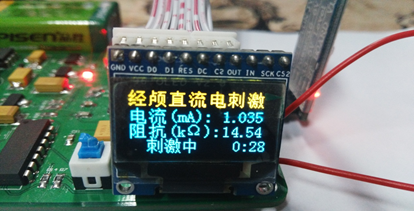 PISEN
GND VCC D0 D1 RES DC C2 OUT IN SCK CS2
经颅直流电刺激
电流(mA): 1.035
阻抗(kΩ):14.54
刺激中 0:28